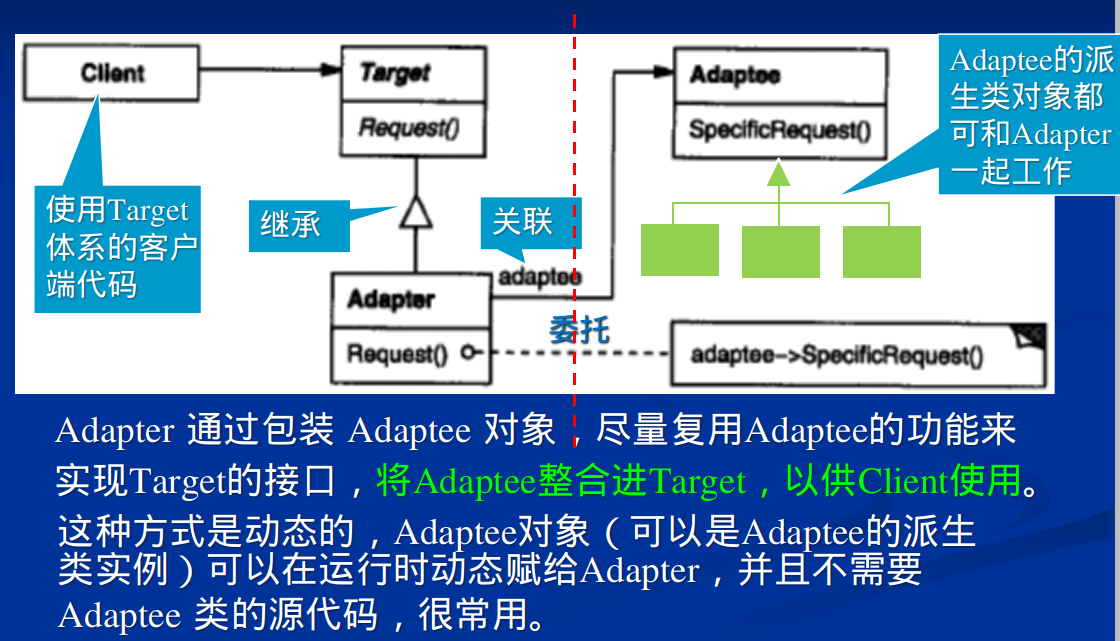 Client
Target
Request()
Adaptee
SpecificRequest()
Adaptee的派
生类对象都
可和Adapter
一起工作
使用Target
体系的客户
端代码
继承
关联
adaptee
Adapter
Request()
委托
adaptee->SpecificRequest()
Adapter 通过包装 Adaptee 对象，尽量复用Adaptee的功能来
实现Target的接口，将Adaptee整合进Target，以供Client使用。
这种方式是动态的，Adaptee对象（可以是Adaptee的派生
类实例）可以在运行时动态赋给Adapter，并且不需要
Adaptee 类的源代码，很常用。